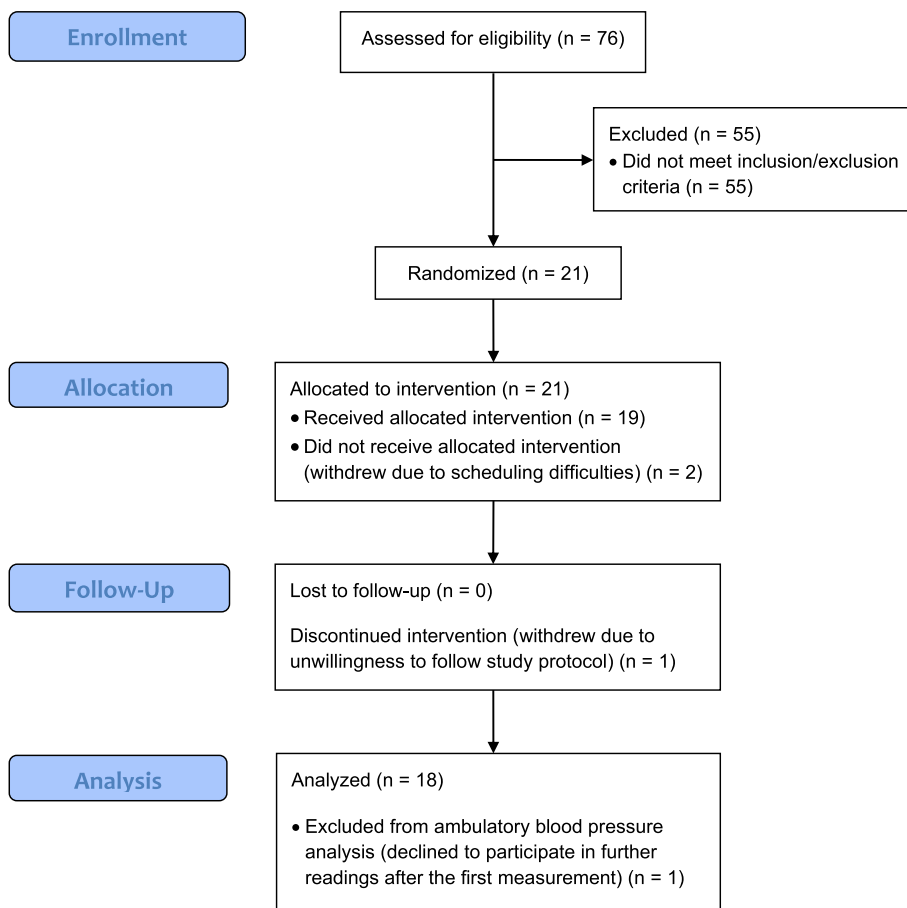 Enrollment
Assessed for eligibility (n = 76)
Excluded (n = 55)
• Did not meet inclusion/exclusion
criteria (n = 55)
Randomized (n = 21)
Allocation
Allocated to intervention (n = 21)
• Received allocated intervention (n = 19)
• Did not receive allocated intervention
(withdrew due to scheduling difficulties) (n = 2)
Follow-Up
Lost to follow-up (n = 0)
Discontinued intervention (withdrew due to
unwillingness to follow study protocol) (n = 1)
Analysis
Analyzed (n = 18)
• Excluded from ambulatory blood pressure
analysis (declined to participate in further
readings after the first measurement) (n = 1)